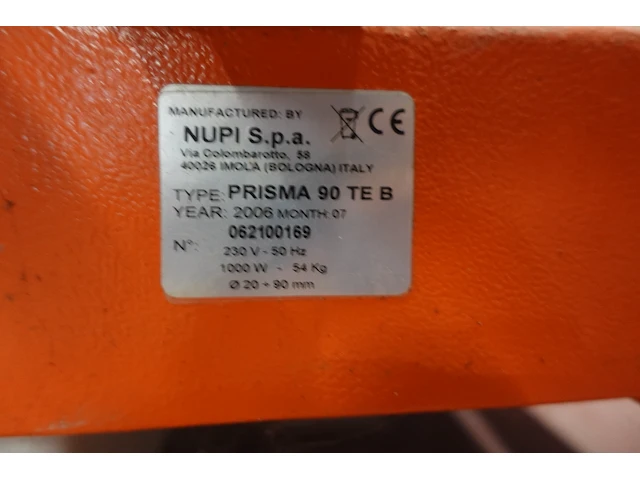 MANUFACTURED: BY
NUPI S.p.a.
Via Colombarotto, 58
40026 IMOLA (BOLOGNA) ITALY
CE
TYPE: PRISMA 90 TE B
YEAR: 2006 MONTH: 07
N°: 062100169
230 V - 50 Hz
1000 W - 54 Kg
Ø 20 ÷ 90 mm